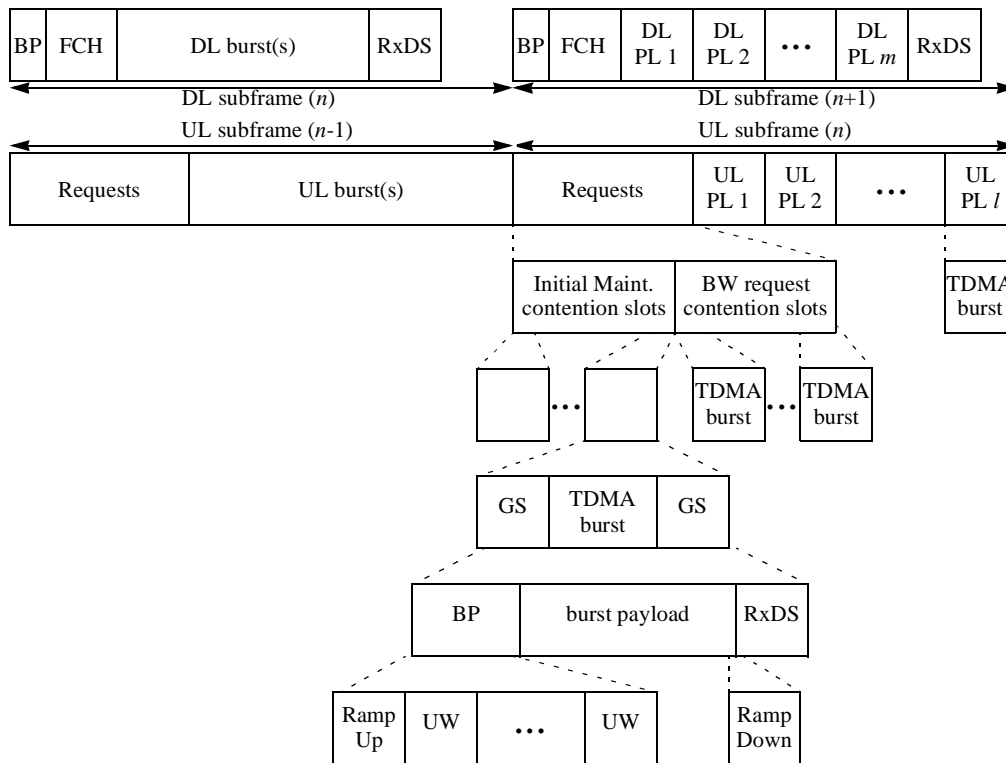 BP FCH DL burst(s) RxDS BP FCH DL PL 1 DL PL 2 ••• DL PL m RxDS
DL subframe (n) DL subframe (n+1)
UL subframe (n-1) UL subframe (n)
Requests UL burst(s) Requests UL PL 1 UL PL 2 ••• UL PL l
Initial Maint. contention slots BW request contention slots TDMA burst
••• TDMA burst ••• TDMA burst
GS TDMA burst GS
BP burst payload RxDS
Ramp Up UW ••• UW Ramp Down